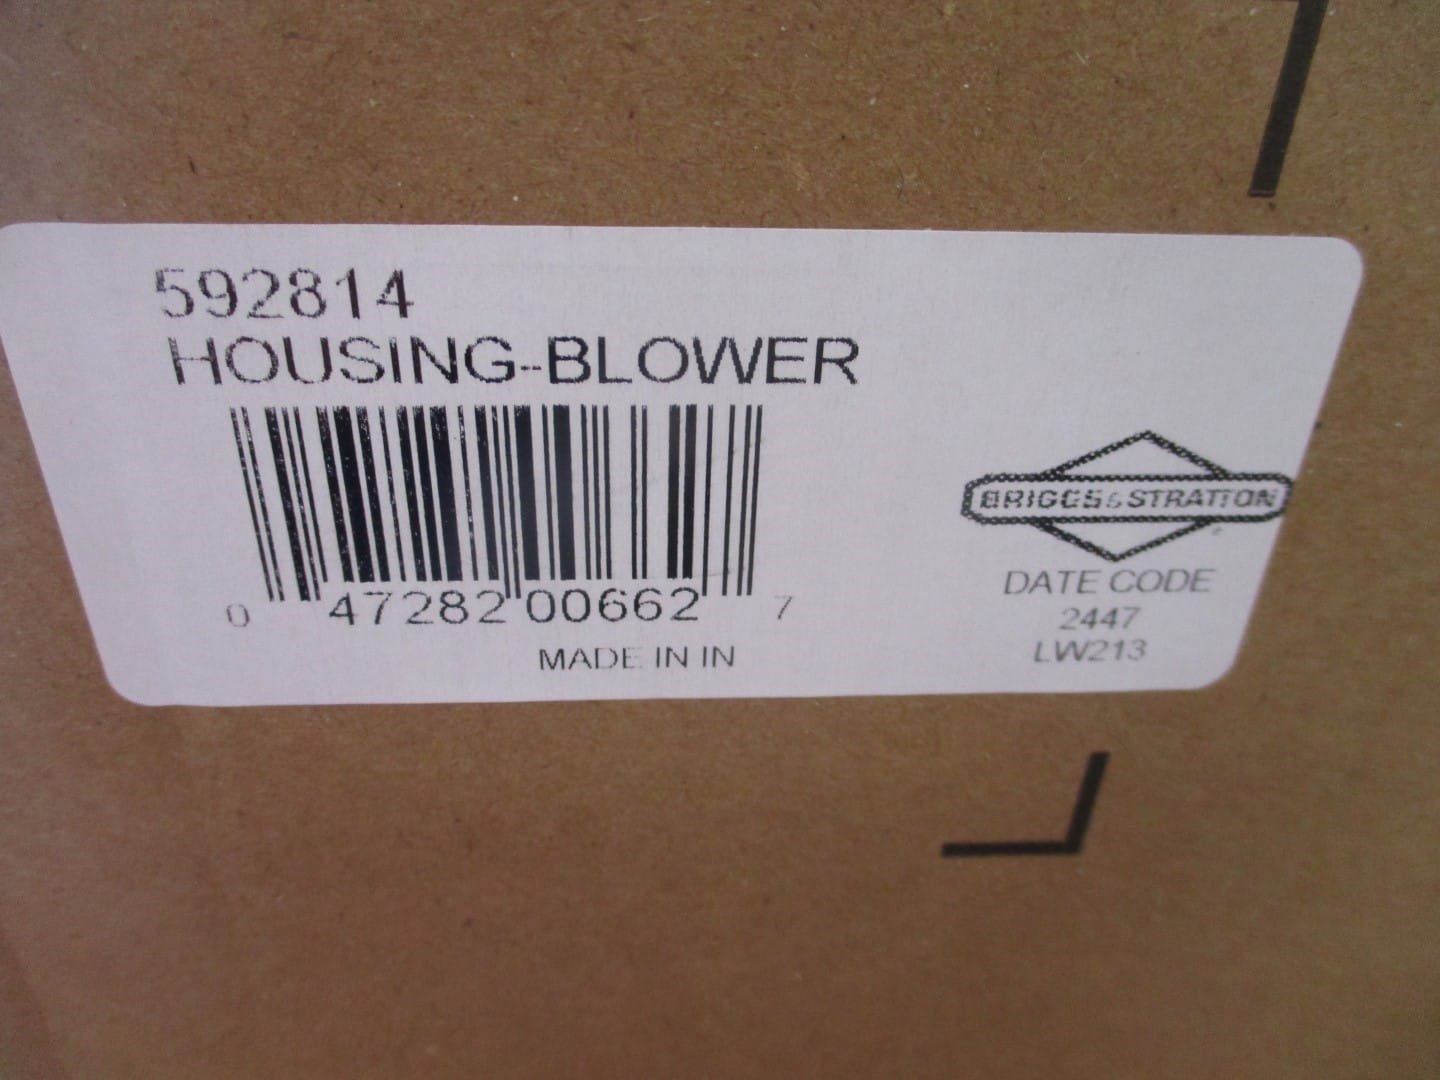 592814
HOUSING-BLOWER
0 47282 00662 7
MADE IN IN
BRIGGS&STRATTON
DATE CODE
2447
LW213